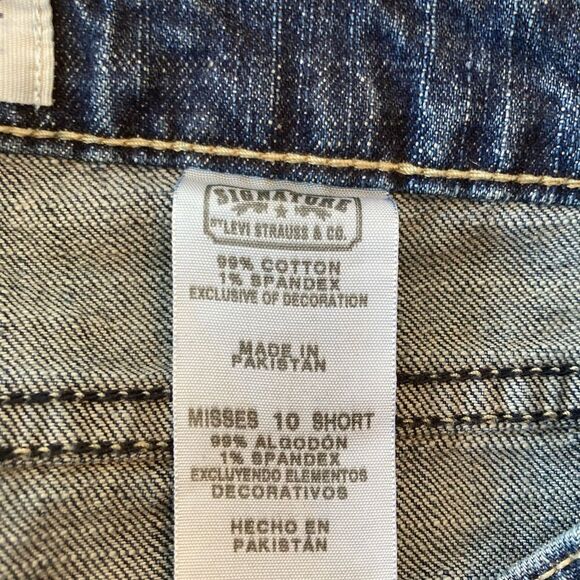 SIGNATURE
BY LEVI STRAUSS & CO.
99% COTTON
1% SPANDEX
EXCLUSIVE OF DECORATION
MADE IN
PAKISTAN
MISSES 10 SHORT
99% ALGODÓN
1% SPANDEX
EXCLUYENDO ELEMENTOS
DECORATIVOS
HECHO EN
PAKISTÁN